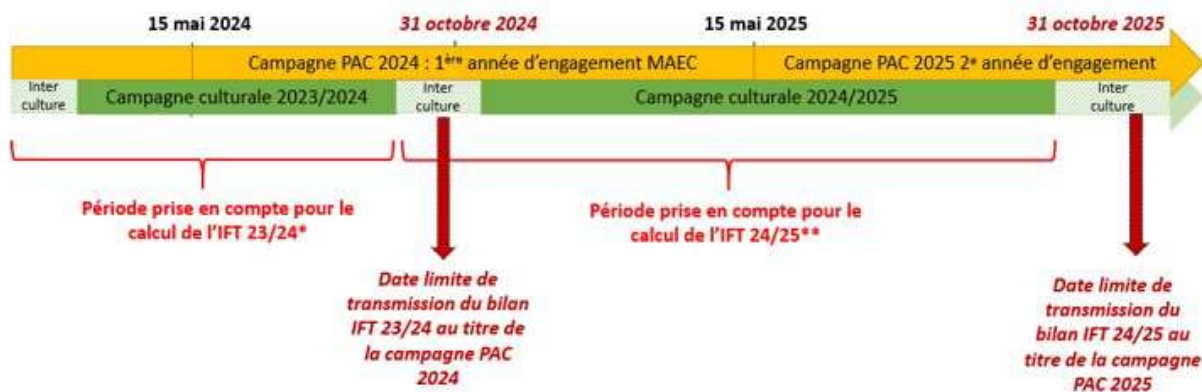 15 mai 2024
31 octobre 2024
15 mai 2025
31 octobre 2025
Campagne PAC 2024 : 1ère année d'engagement MAEC
Campagne PAC 2025 2e année d'engagement
Inter
culture
Campagne culturale 2023/2024
Inter
culture
Campagne culturale 2024/2025
Inter
culture
Période prise en compte pour le
calcul de l'IFT 23/24*
Période prise en compte pour le
calcul de l'IFT 24/25**
Date limite de
transmission du bilan
IFT 23/24 au titre de
la campagne PAC
2024
Date limite de
transmission du
bilan IFT 24/25 au
titre de la campagne
PAC 2025